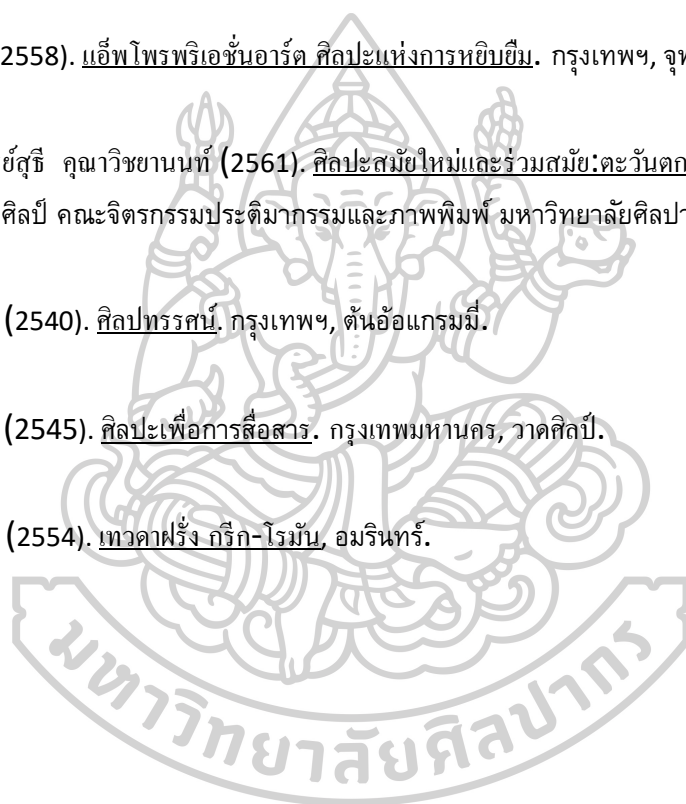 2558). แอ็พโพรพริเอชั่นอาร์ต ศิลปะแห่งการหยิบยืม. กรุงเทพฯ, จุฬ
ย์สุธี คุณาวิชยานนท์ (2561). ศิลปะสมัยใหม่และร่วมสมัย:ตะวันตก
ศิลป์ คณะจิตรกรรมประติมากรรมและภาพพิมพ์ มหาวิทยาลัยศิลปา
(2540). ศิลปทรรศน์. กรุงเทพฯ, ต้นอ้อแกรมมี่.
(2545). ศิลปะเพื่อการสื่อสาร. กรุงเทพมหานคร, วาดศิลป์.
(2554). เทวดาฝรั่ง กรีก-โรมัน, อมรินทร์.
มหาวิทยาลัยศิลปากร